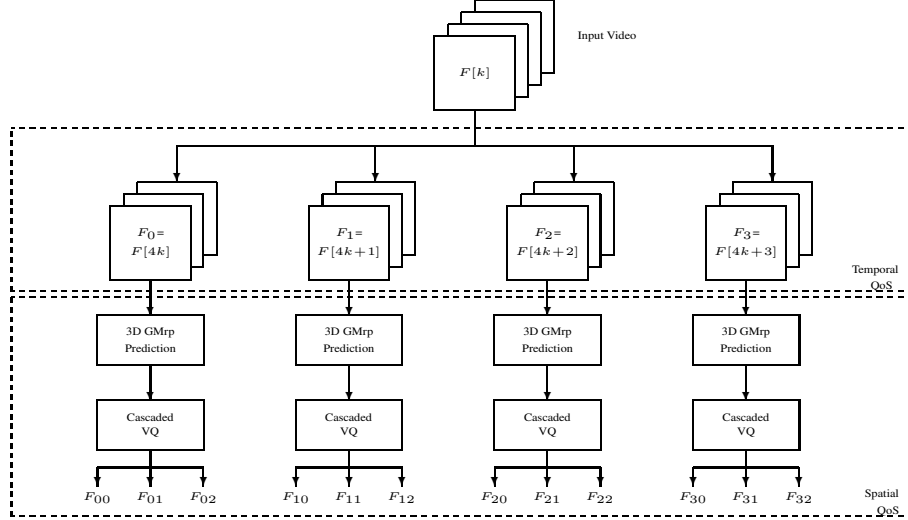 Input Video
F[k]
F₀=
F[4k]
F₁=
F[4k+1]
F₂=
F[4k+2]
F₃=
F[4k+3]
Temporal
QoS
3D GMrp
Prediction
3D GMrp
Prediction
3D GMrp
Prediction
3D GMrp
Prediction
Cascaded
VQ
Cascaded
VQ
Cascaded
VQ
Cascaded
VQ
F₀₀ F₀₁ F₀₂ F₁₀ F₁₁ F₁₂ F₂₀ F₂₁ F₂₂ F₃₀ F₃₁ F₃₂
Spatial
QoS